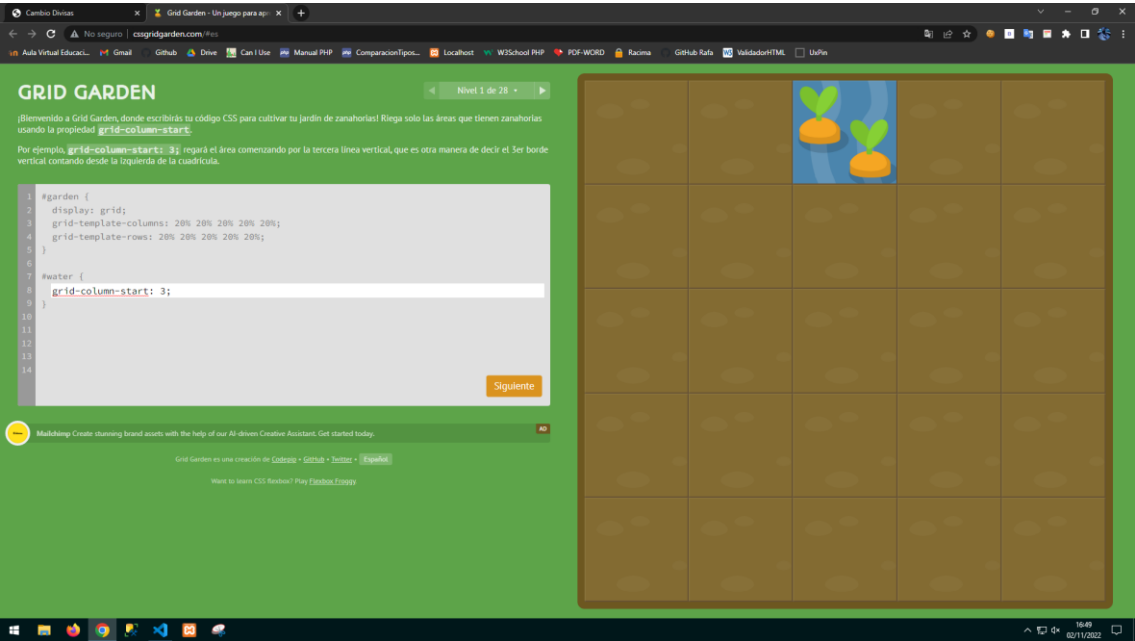 Cambio Divisas
Grid Garden - Un juego para apr
No seguro | cssgridgarden.com/#es
Aula Virtual Educaci... Gmail Github Drive Can I Use Manual PHP ComparacionTipos... Localhost W3School PHP PDF-WORD Racima GitHub Rafa ValidadorHTML UxPin
GRID GARDEN
Nivel 1 de 28
¡Bienvenido a Grid Garden, donde escribirás tu código CSS para cultivar tu jardín de zanahorias! Riega solo las áreas que tienen zanahorias
usando la propiedad grid-column-start.
Por ejemplo, grid-column-start: 3; regará el área comenzando por la tercera línea vertical, que es otra manera de decir el 3er borde
vertical contando desde la izquierda de la cuadrícula.
1 #garden {
2 display: grid;
3 grid-template-columns: 20% 20% 20% 20% 20%;
4 grid-template-rows: 20% 20% 20% 20% 20%;
5 }
6
7 #water {
8 grid-column-start: 3;
9 }
10
11
12
13
14
Siguiente
Mailchimp Create stunning brand assets with the help of our AI-driven Creative Assistant. Get started today.
AD
Grid Garden es una creación de Codepip • GitHub • Twitter • Español
Want to learn CSS flexbox? Play Flexbox Froggy
16:49
02/11/2022